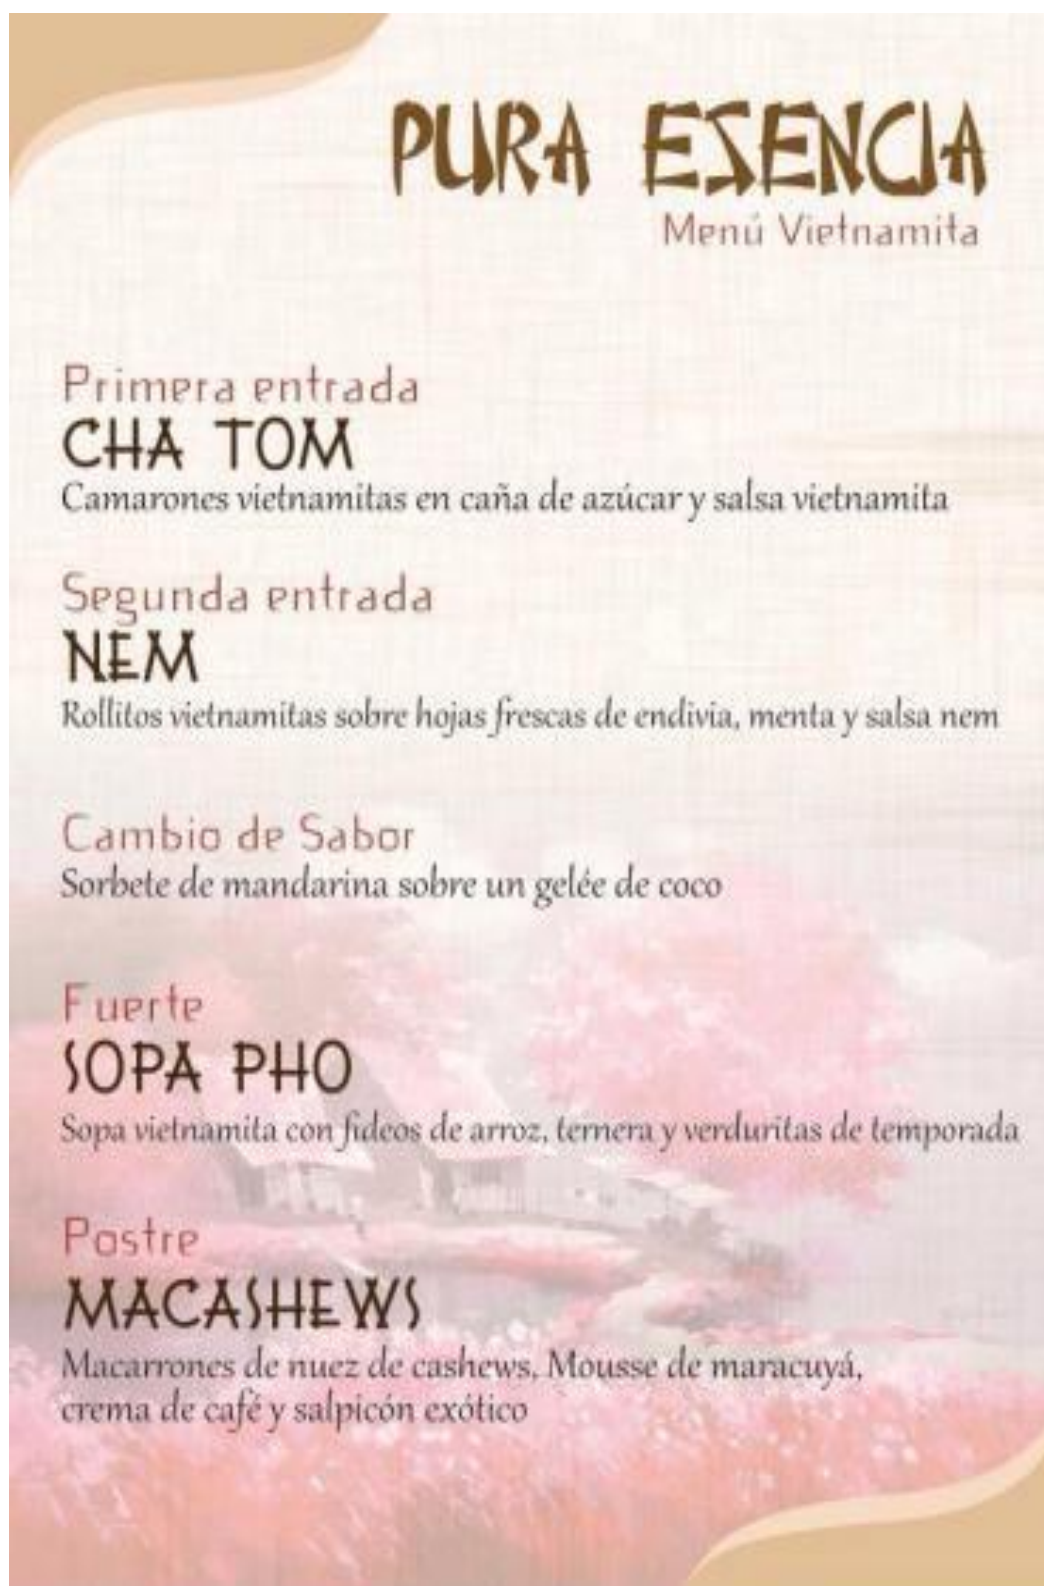 PURA ESENCIA
Menú Vietnamita
Primera entrada
CHA TOM
Camarones vietnamitas en caña de azúcar y salsa vietnamita
Segunda entrada
NEM
Rollitos vietnamitas sobre hojas frescas de endivia, menta y salsa nem
Cambio de Sabor
Sorbete de mandarina sobre un gelée de coco
Fuerte
SOPA PHO
Sopa vietnamita con fideos de arroz, ternera y verduritas de temporada
Postre
MACASHEWS
Macarrones de nuez de cashews, Mousse de maracuyá,
crema de café y salpicón exótico